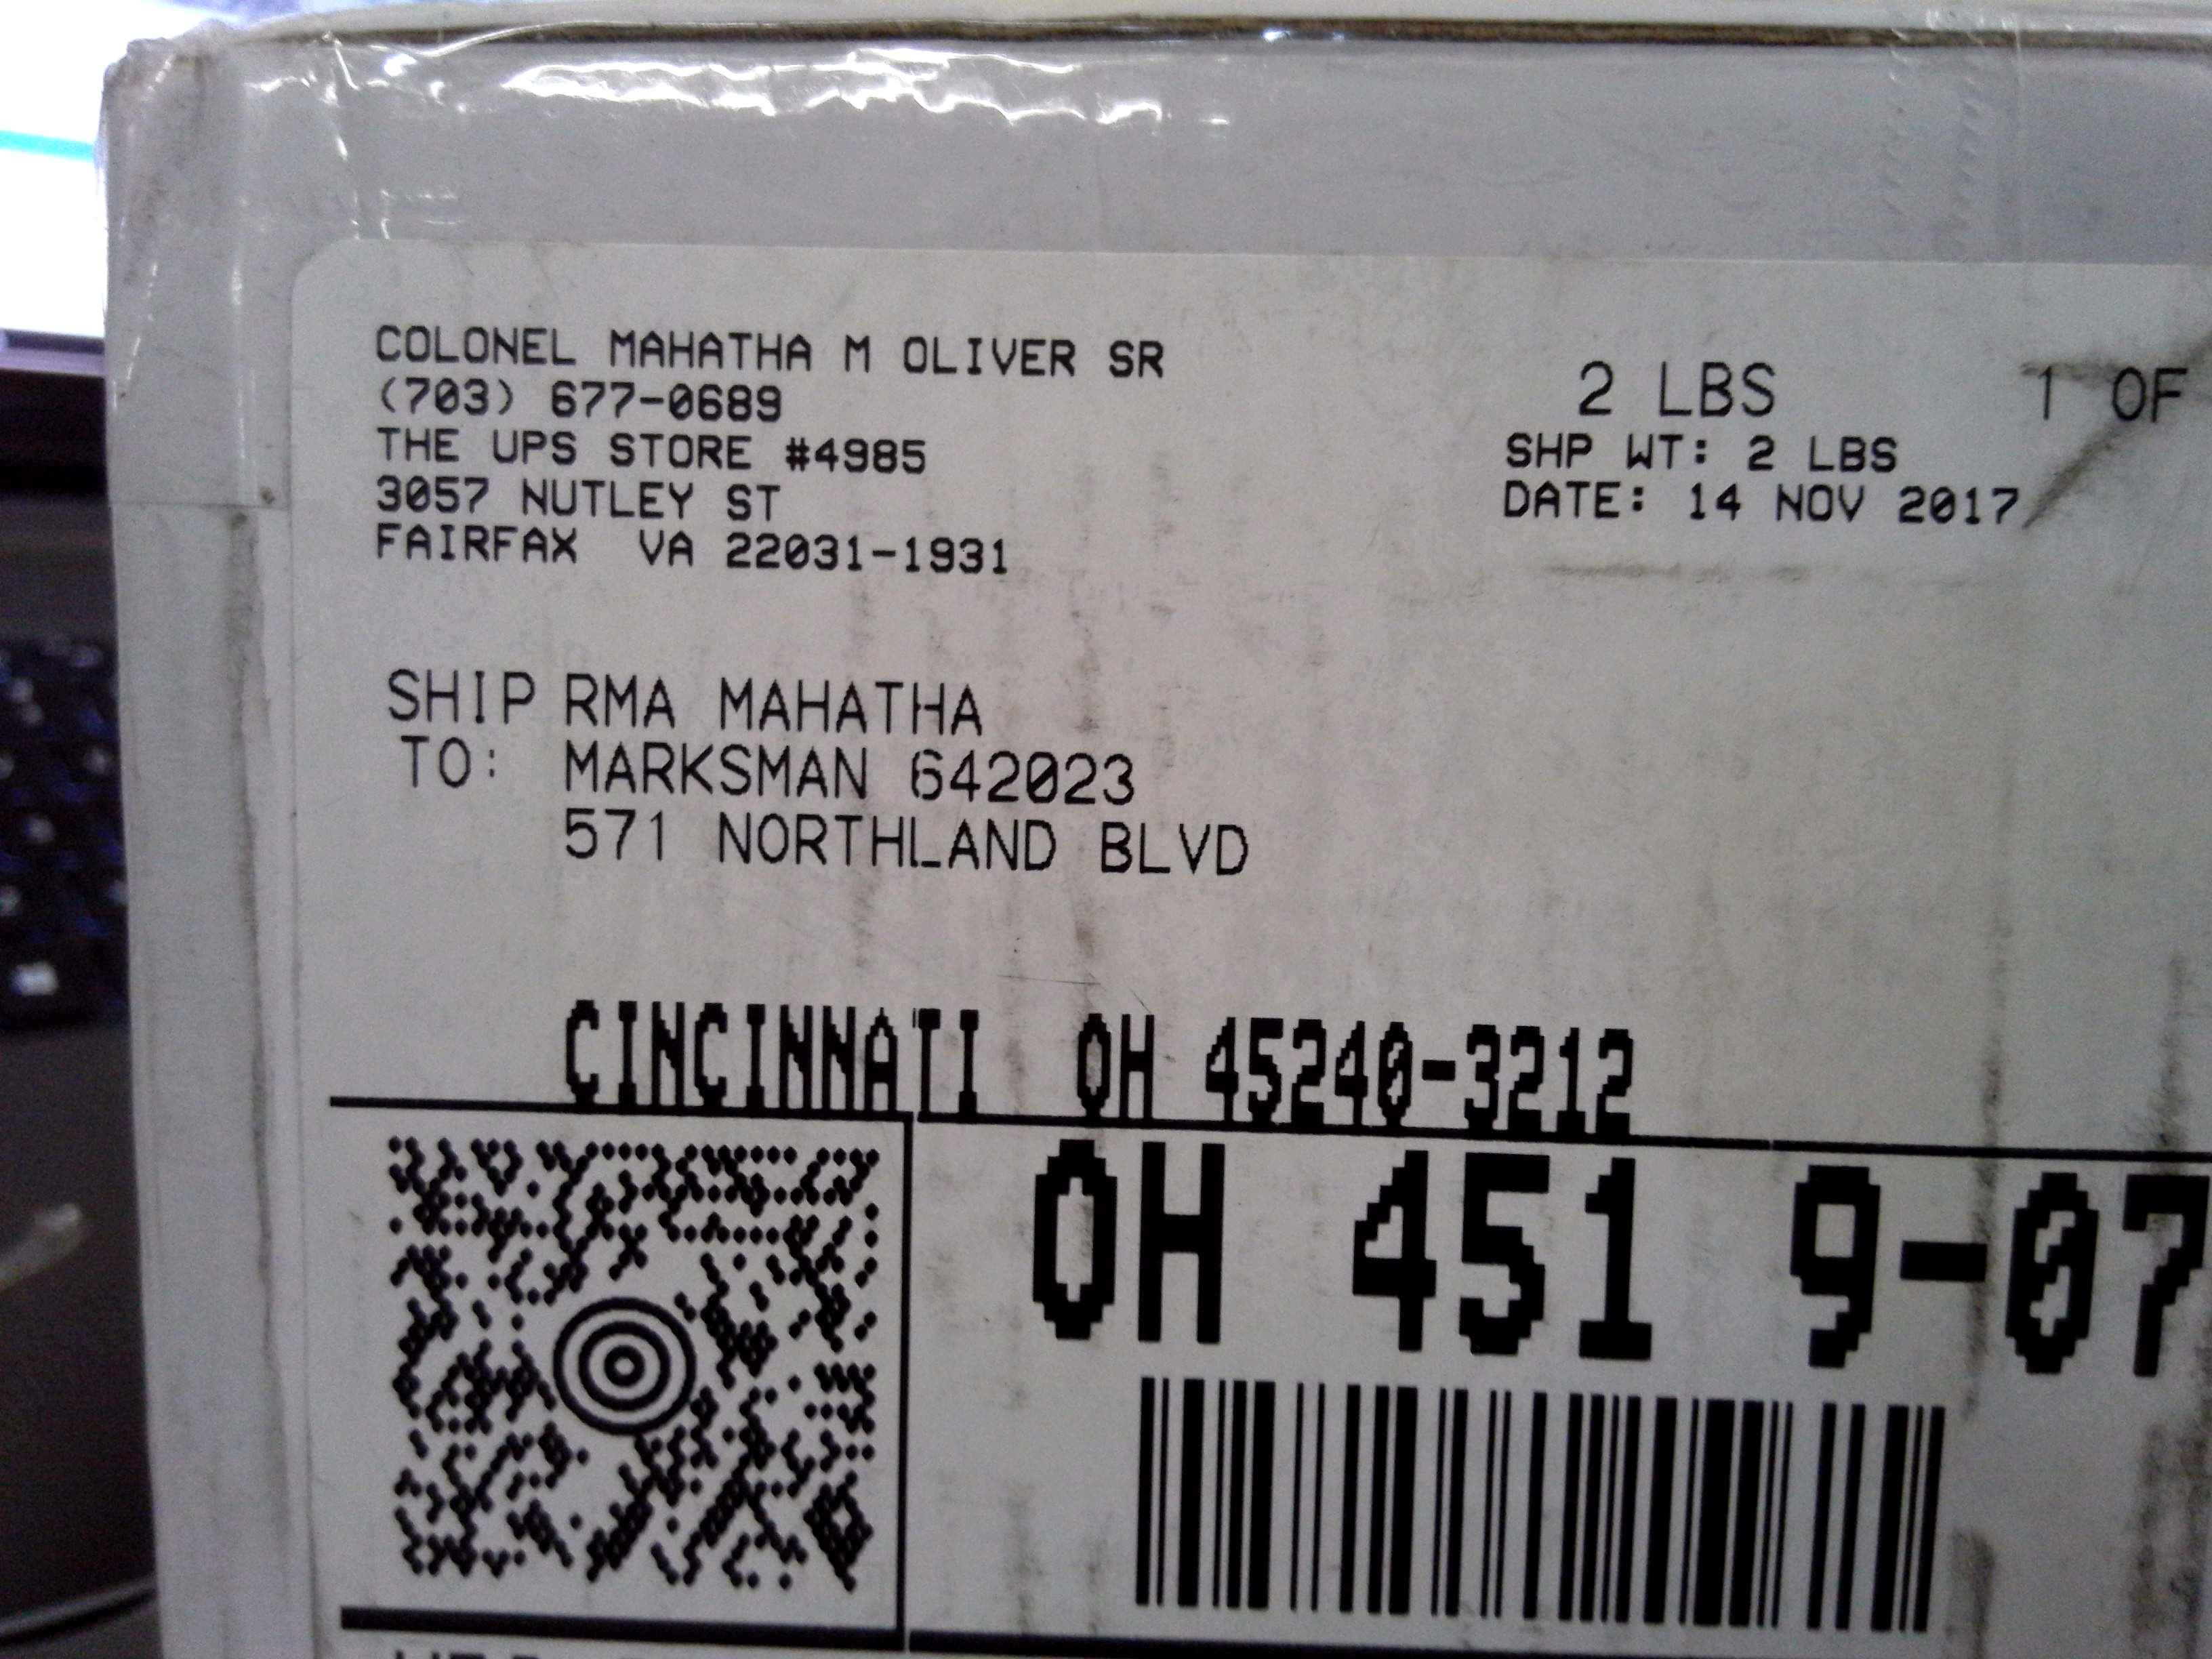 COLONEL MAHATHA M OLIVER SR
(703) 677-0689
THE UPS STORE #4985
3057 NUTLEY ST
FAIRFAX VA 22031-1931
2 LBS 1 OF
SHP WT: 2 LBS
DATE: 14 NOV 2017
SHIP RMA MAHATHA
TO: MARKSMAN 642023
571 NORTHLAND BLVD
CINCINNATI OH 45240-3212
OH 451 9-07